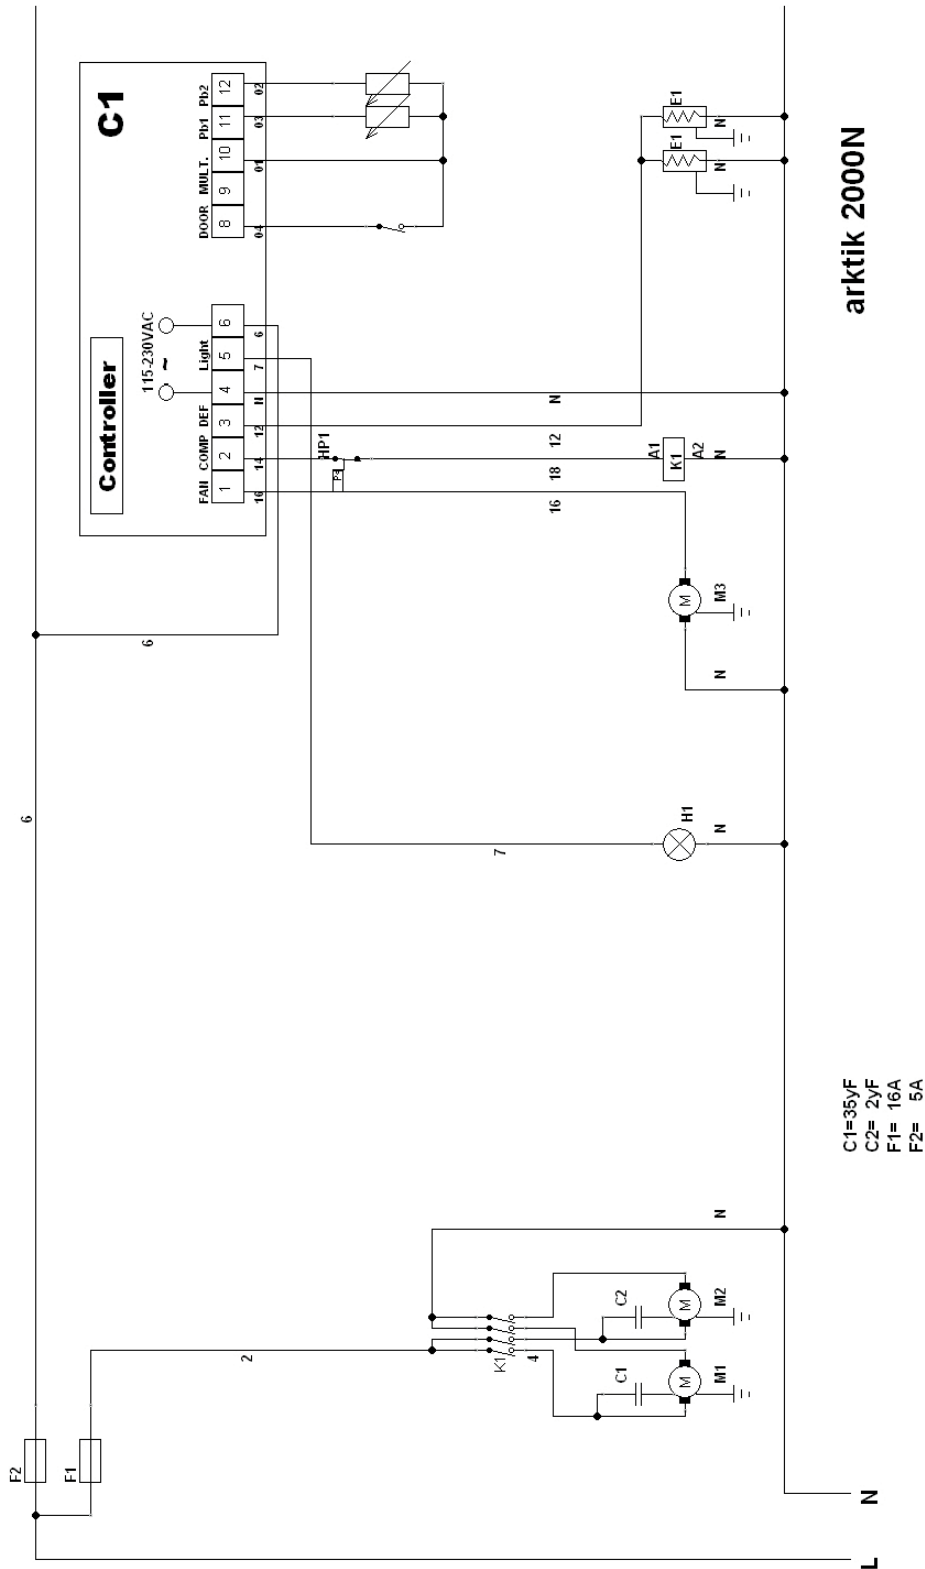 F2
6
F1
Controller
C1
6
115-230VAC
~
FAN COMP DEF Light DOOR MULT. Pb1 Pb2
1 2 3 4 5 6 8 9 10 11 12
2
16 14 12 N 7 6 04 01 03 02
HP1
K1
7
4
16 18 12 N
C1 C2
A1
K1
E1 E1
M M H1 M
A2
M1 M2 N N N M3 N N N
arktik 2000N
C1=35yF
C2= 2yF
F1= 16A
F2= 5A
L N